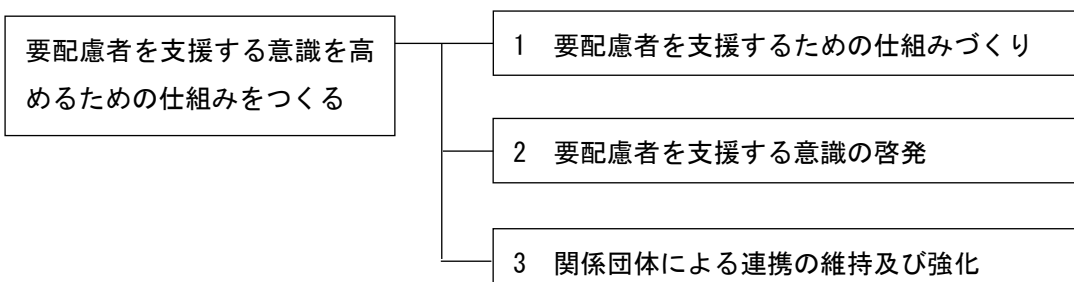 要配慮者を支援する意識を高
めるための仕組みをつくる
1　要配慮者を支援するための仕組みづくり
2　要配慮者を支援する意識の啓発
3　関係団体による連携の維持及び強化